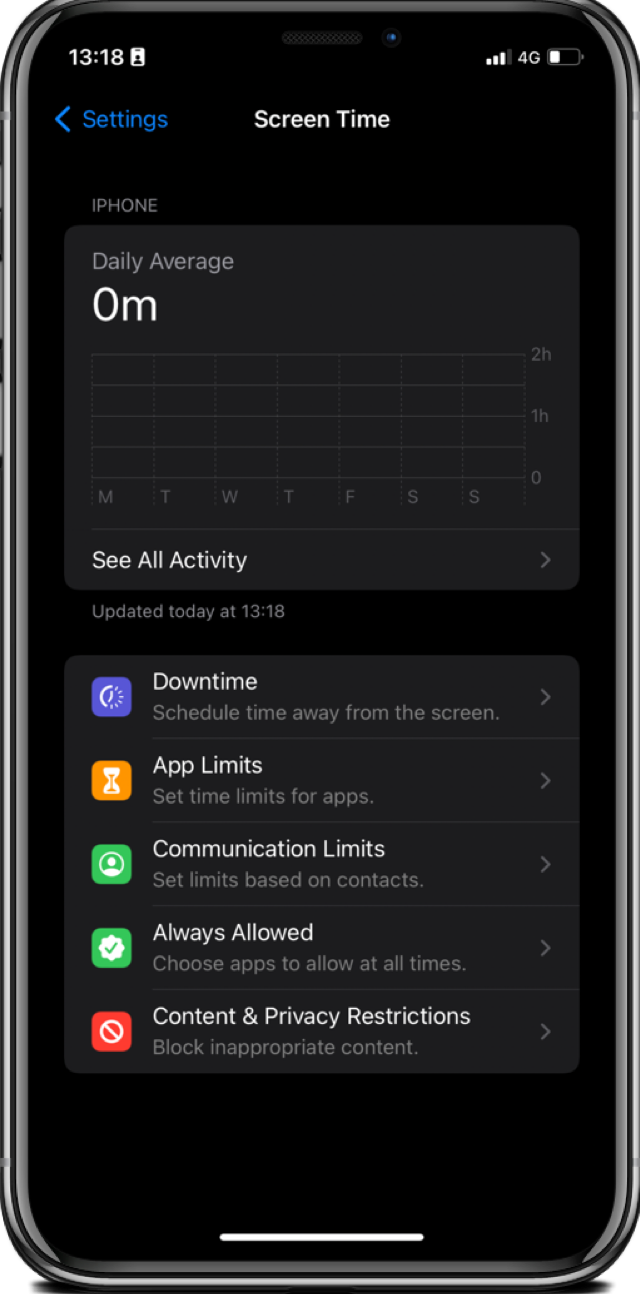 13:18 4G
Settings Screen Time
IPHONE
Daily Average
0m
2h
1h
0
M T W T F S S
See All Activity
Updated today at 13:18
Downtime
Schedule time away from the screen.
App Limits
Set time limits for apps.
Communication Limits
Set limits based on contacts.
Always Allowed
Choose apps to allow at all times.
Content & Privacy Restrictions
Block inappropriate content.